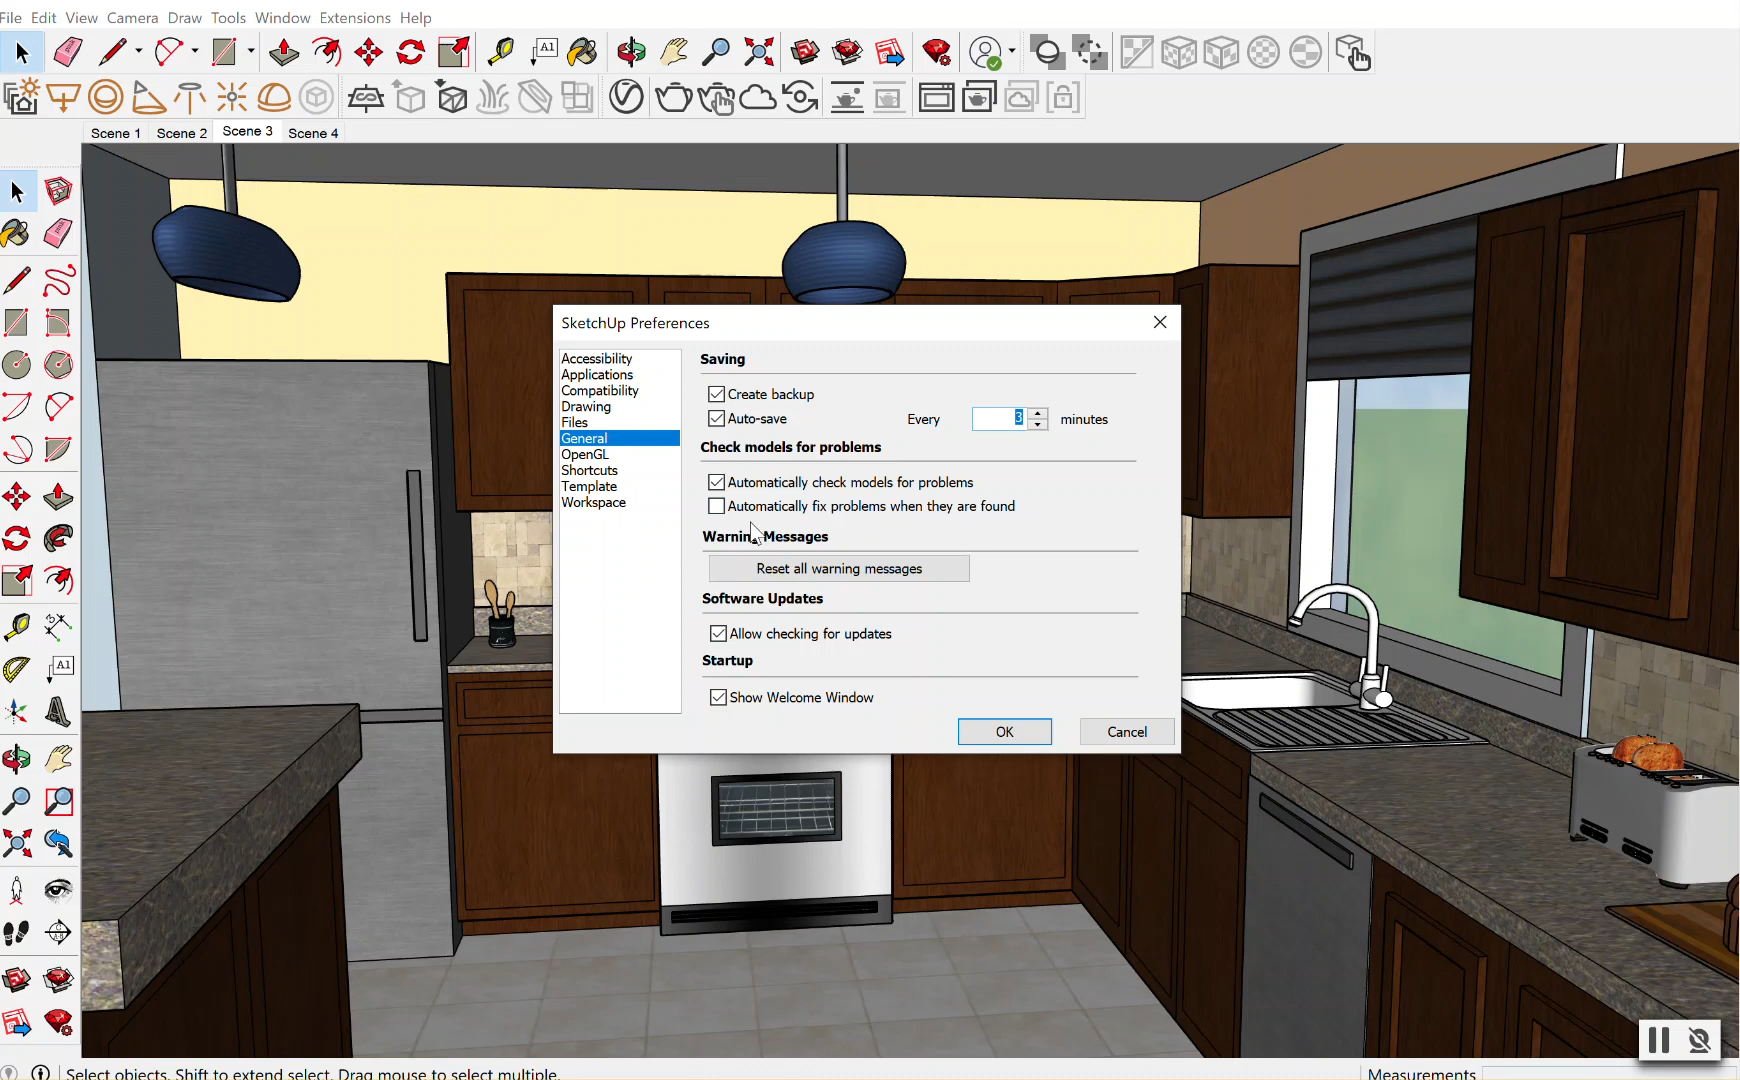 File Edit View Camera Draw Tools Window Extensions Help
A1
Scene 1 Scene 2 Scene 3 Scene 4
SketchUp Preferences
Accessibility
Applications
Compatibility
Drawing
Files
General
OpenGL
Shortcuts
Template
Workspace
Saving
Create backup
Auto-save Every 3 minutes
Check models for problems
Automatically check models for problems
Automatically fix problems when they are found
Warning Messages
Reset all warning messages
Software Updates
Allow checking for updates
Startup
Show Welcome Window
OK Cancel
A1
Select objects. Shift to extend select. Drag mouse to select multiple.
Measurements